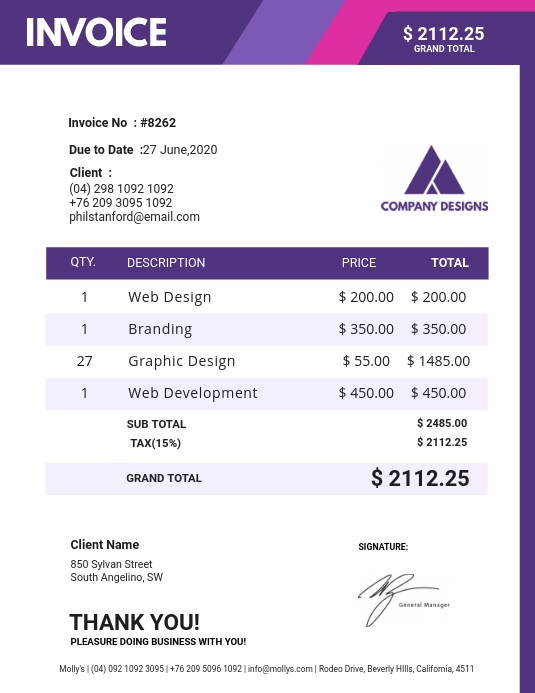 INVOICE
$ 2112.25
GRAND TOTAL
Invoice No : #8262
Due to Date :27 June,2020
Client :
(04) 298 1092 1092
+76 209 3095 1092
philstanford@email.com
COMPANY DESIGNS
QTY. DESCRIPTION PRICE TOTAL
1 Web Design $ 200.00 $ 200.00
1 Branding $ 350.00 $ 350.00
27 Graphic Design $ 55.00 $ 1485.00
1 Web Development $ 450.00 $ 450.00
SUB TOTAL $ 2485.00
TAX(15%) $ 2112.25
GRAND TOTAL $ 2112.25
Client Name
850 Sylvan Street
South Angelino, SW
SIGNATURE:
General Manager
THANK YOU!
PLEASURE DOING BUSINESS WITH YOU!
Molly's | (04) 092 1092 3095 | +76 209 5096 1092 | info@mollys.com | Rodeo Drive, Beverly HIlls, California, 4511